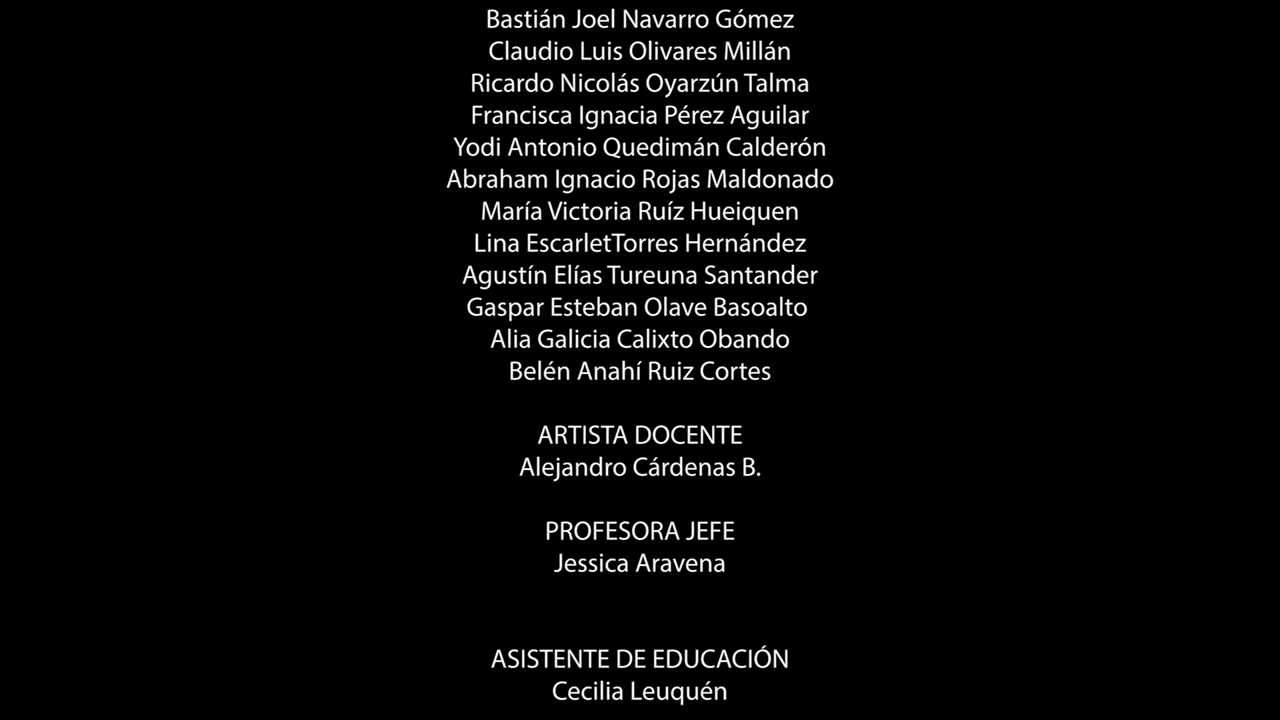 Bastián Joel Navarro Gómez
Claudio Luis Olivares Millán
Ricardo Nicolás Oyarzún Talma
Francisca Ignacia Pérez Aguilar
Yodi Antonio Quedimán Calderón
Abraham Ignacio Rojas Maldonado
María Victoria Ruíz Hueiquen
Lina EscarletTorres Hernández
Agustín Elías Tureuna Santander
Gaspar Esteban Olave Basoalto
Alia Galicia Calixto Obando
Belén Anahí Ruiz Cortes
ARTISTA DOCENTE
Alejandro Cárdenas B.
PROFESORA JEFE
Jessica Aravena
ASISTENTE DE EDUCACIÓN
Cecilia Leuquén